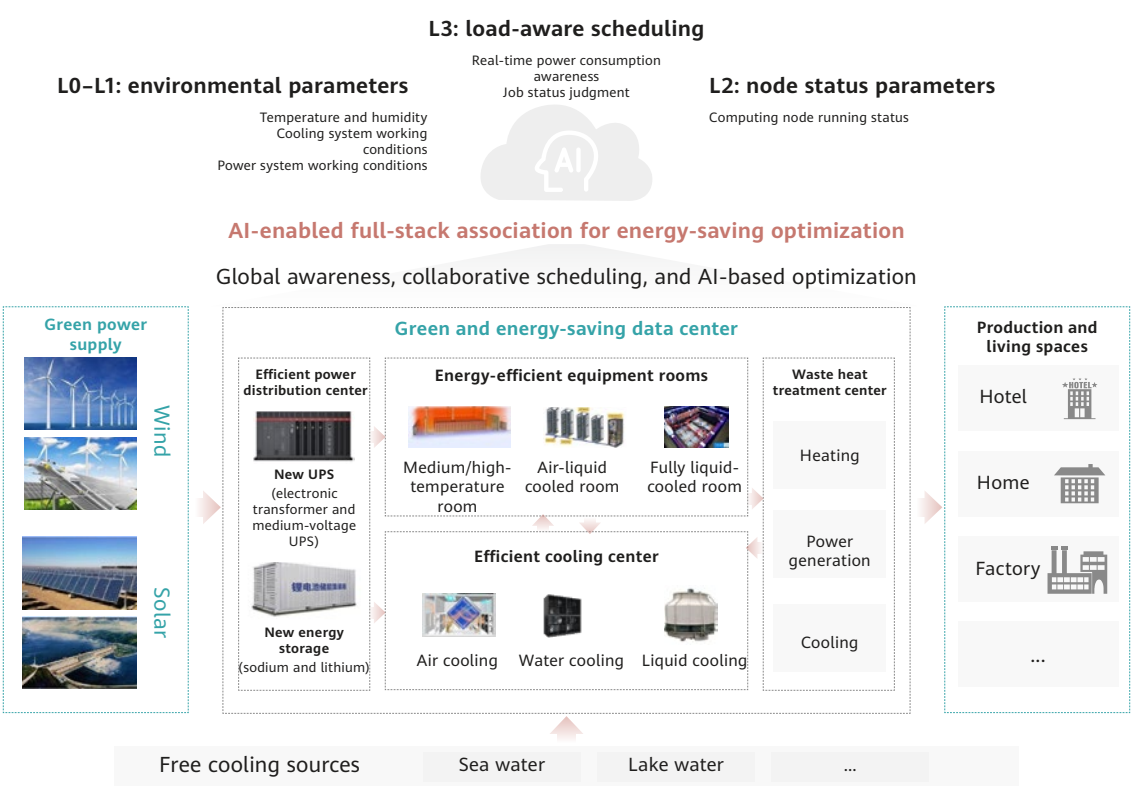 L3: load-aware scheduling
Real-time power consumption
awareness
Job status judgment
L0–L1: environmental parameters
Temperature and humidity
Cooling system working
conditions
Power system working conditions
L2: node status parameters
Computing node running status
AI
AI-enabled full-stack association for energy-saving optimization
Global awareness, collaborative scheduling, and AI-based optimization
Green power
supply
Wind
Solar
Green and energy-saving data center
Efficient power
distribution center
New UPS
(electronic
transformer and
medium-voltage
UPS)
New energy
storage
(sodium and lithium)
Energy-efficient equipment rooms
Medium/high-
temperature
room
Air-liquid
cooled room
Fully liquid-
cooled room
Efficient cooling center
Air cooling
Water cooling
Liquid cooling
Waste heat
treatment center
Heating
Power
generation
Cooling
Production and
living spaces
Hotel
HOTEL
Home
Factory
...
Free cooling sources
Sea water
Lake water
...